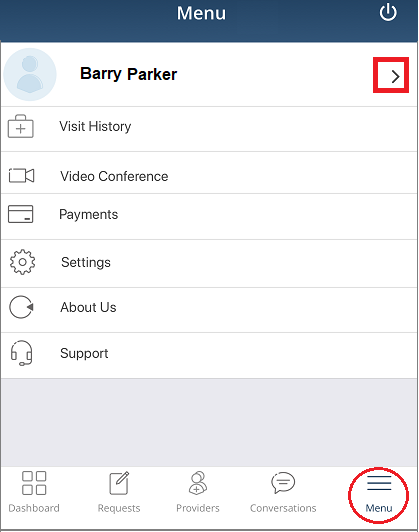 Menu
Barry Parker
Visit History
Video Conference
Payments
Settings
About Us
Support
Dashboard Requests Providers Conversations Menu